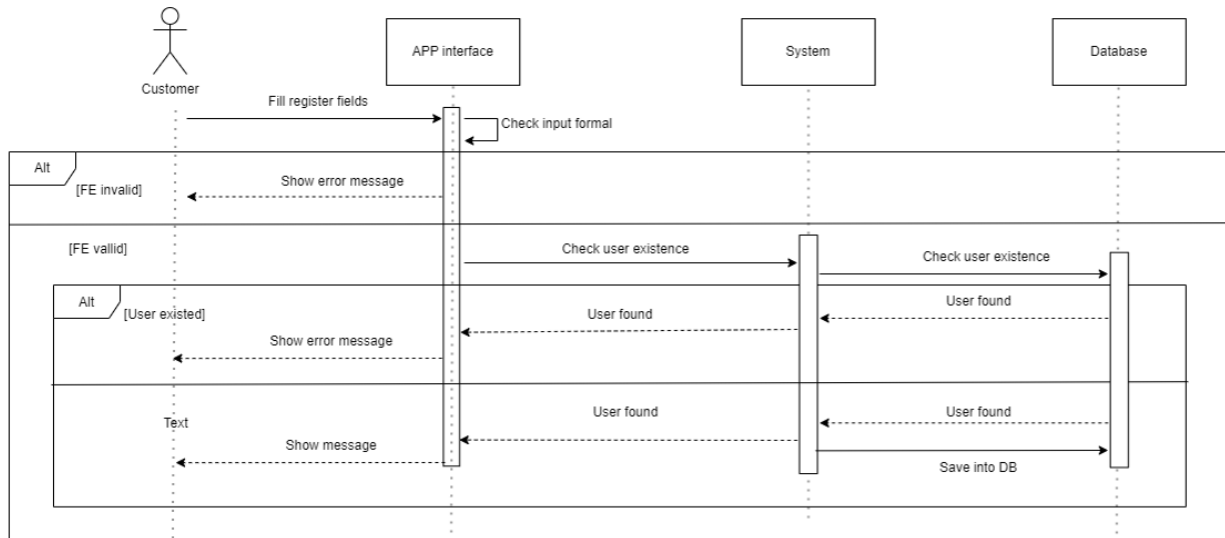 APP interface
System
Database
Customer
Fill register fields
Check input formal
Alt
Show error message
[FE invalid]
[FE vallid]
Check user existence
Check user existence
Alt
[User existed]
User found
User found
Show error message
Text
User found
User found
Show message
Save into DB